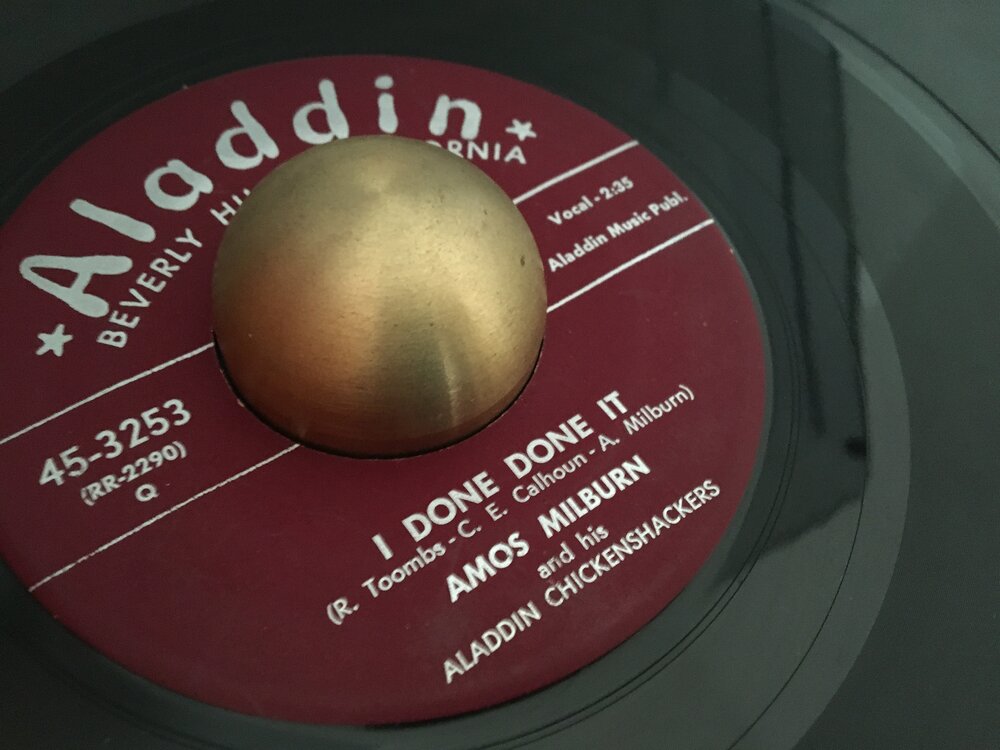 Aladdin
BEVERLY
Vocal - 2:35
Aladdin Music Publ.
45-3253
(RR-2290)
Q
I DONE DONE IT
(R. Toombs - C. E. Calhoun - A. Milburn)
AMOS MILBURN
and his
ALADDIN CHICKENSHACKERS